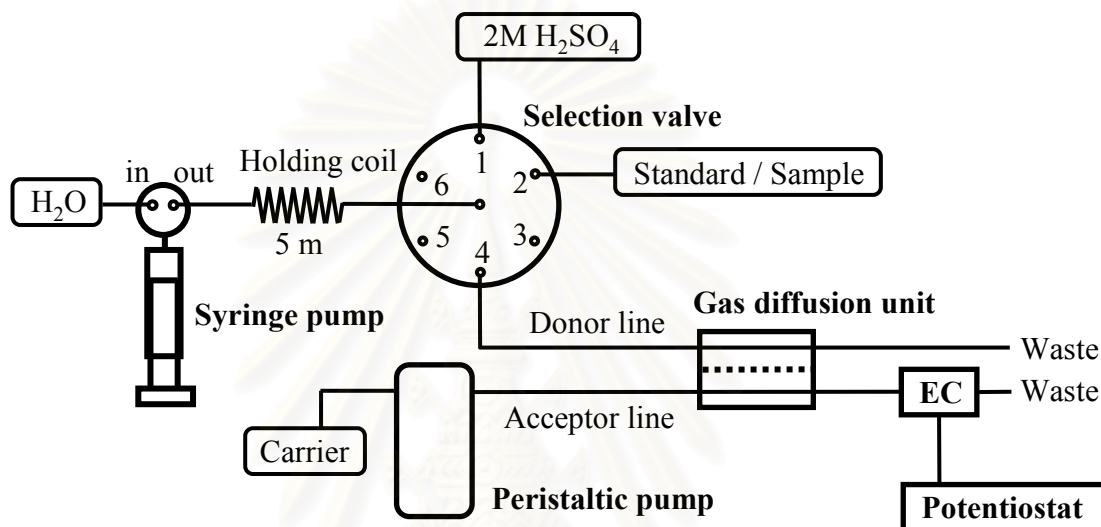 2M H₂SO₄
Selection valve
Holding coil
in out
1
6
2
Standard / Sample
H₂O
5 m
5
3
4
Syringe pump
Gas diffusion unit
Donor line
Waste
Waste
EC
Acceptor line
Carrier
Peristaltic pump
Potentiostat